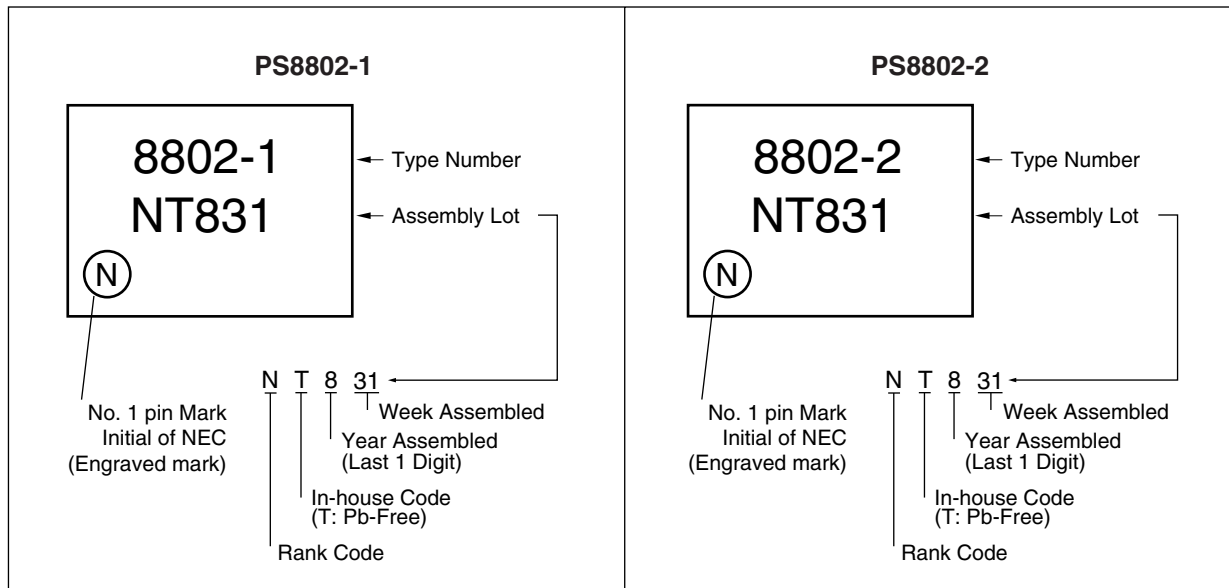 PS8802-1
8802-1
Type Number
NT831
Assembly Lot
N
N T 8 31
No. 1 pin Mark
Initial of NEC
(Engraved mark)
Week Assembled
Year Assembled
(Last 1 Digit)
In-house Code
(T: Pb-Free)
Rank Code
PS8802-2
8802-2
Type Number
NT831
Assembly Lot
N
N T 8 31
No. 1 pin Mark
Initial of NEC
(Engraved mark)
Week Assembled
Year Assembled
(Last 1 Digit)
In-house Code
(T: Pb-Free)
Rank Code